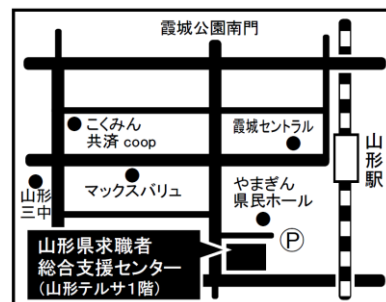 霞城公園南門
こくみん
共済 coop
霞城セントラル
山形駅
山形
三中
マックスバリュ
やまぎん
県民ホール
P
山形県求職者
総合支援センター
(山形テルサ1階)